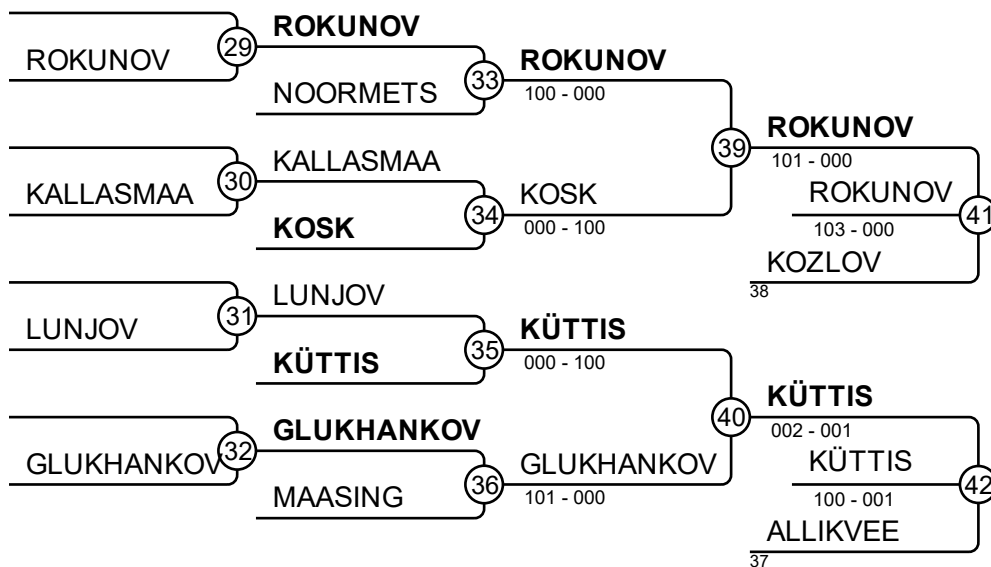 ROKUNOV
29
ROKUNOV
NOORMETS
33
ROKUNOV
100 - 000
KALLASMAA
30
KALLASMAA
KOSK
34
KOSK
000 - 100
39
ROKUNOV
101 - 000
ROKUNOV
103 - 000
41
KOZLOV
38
LUNJOV
31
LUNJOV
KÜTTIS
35
KÜTTIS
000 - 100
GLUKHANKOV
32
GLUKHANKOV
MAASING
36
GLUKHANKOV
101 - 000
40
KÜTTIS
002 - 001
KÜTTIS
100 - 001
42
ALLIKVEE
37